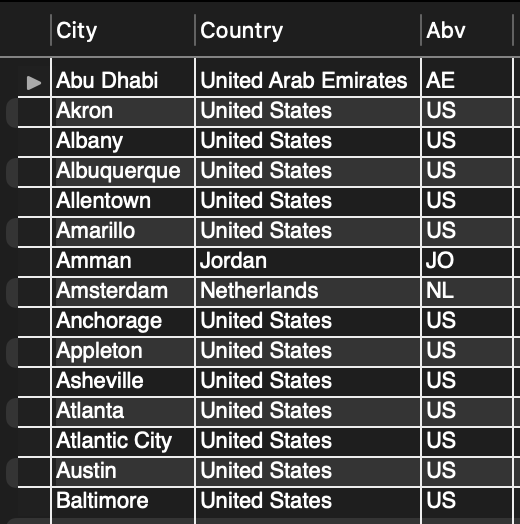 City Country Abv
Abu Dhabi United Arab Emirates AE
Akron United States US
Albany United States US
Albuquerque United States US
Allentown United States US
Amarillo United States US
Amman Jordan JO
Amsterdam Netherlands NL
Anchorage United States US
Appleton United States US
Asheville United States US
Atlanta United States US
Atlantic City United States US
Austin United States US
Baltimore United States US